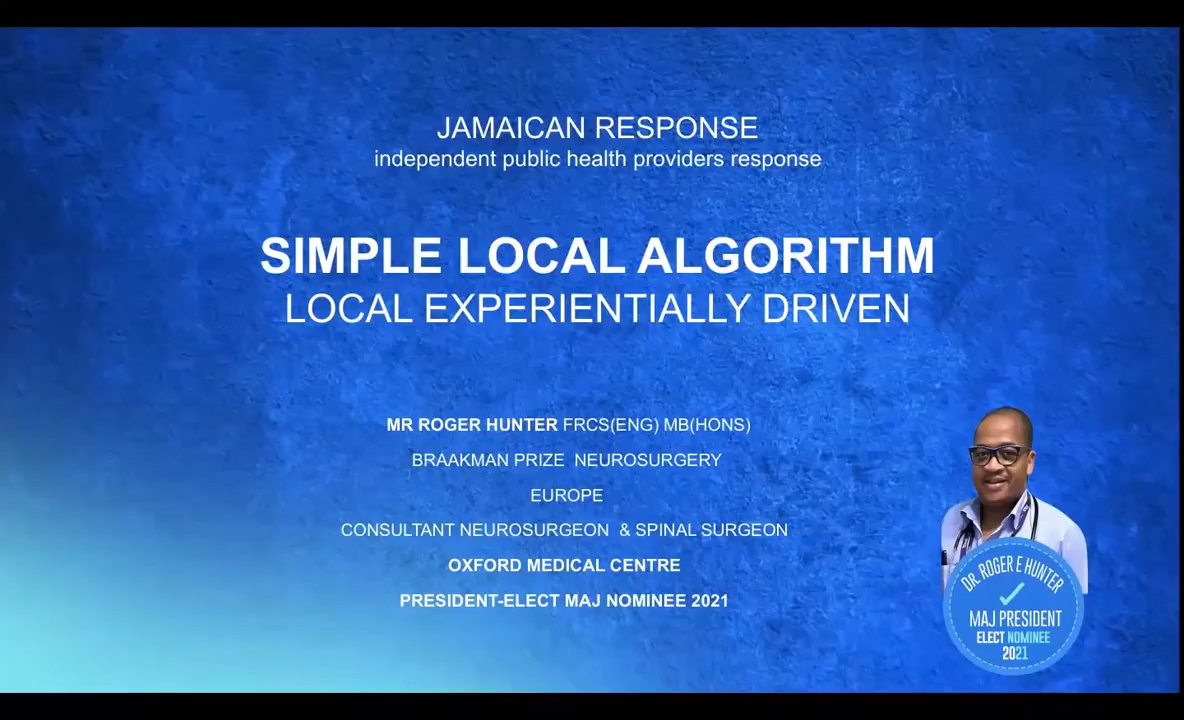 JAMAICAN RESPONSE
independent public health providers response
SIMPLE LOCAL ALGORITHM
LOCAL EXPERIENTIALLY DRIVEN
MR ROGER HUNTER FRCS(ENG) MB(HONS)
BRAAKMAN PRIZE NEUROSURGERY
EUROPE
CONSULTANT NEUROSURGEON & SPINAL SURGEON
OXFORD MEDICAL CENTRE
PRESIDENT-ELECT MAJ NOMINEE 2021
DR. ROGER E HUNTER
MAJ PRESIDENT
ELECT NOMINEE
2021